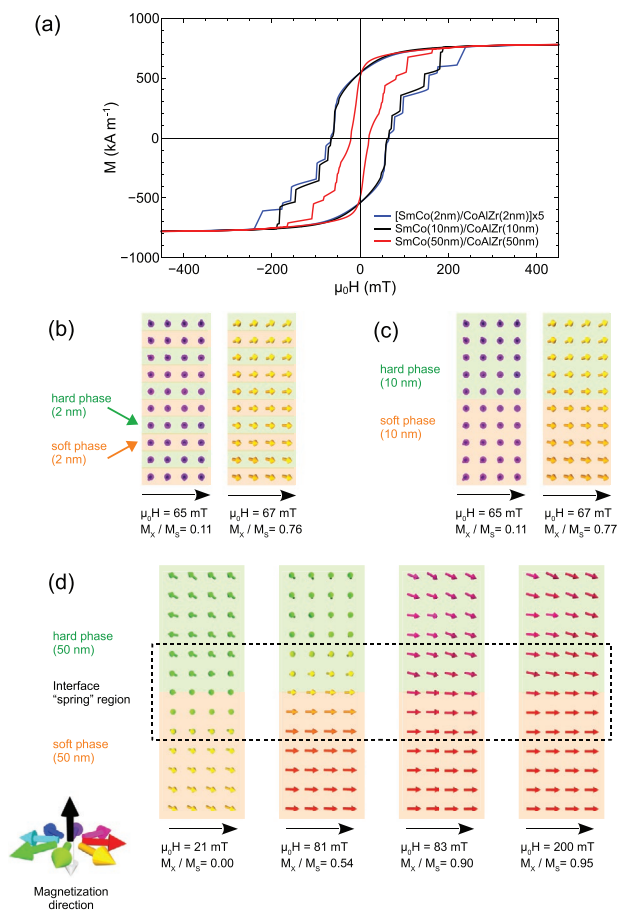 (a)
1000
500
0
−500
−1000
M (kA m⁻¹)
−400
−200
0
200
400
μ₀H (mT)
[SmCo(2nm)/CoAlZr(2nm)]x5
SmCo(10nm)/CoAlZr(10nm)
SmCo(50nm)/CoAlZr(50nm)
(b)
hard phase
(2 nm)
soft phase
(2 nm)
μ₀H = 65 mT
Mₓ / Mₛ= 0.11
μ₀H = 67 mT
Mₓ / Mₛ= 0.76
(c)
hard phase
(10 nm)
soft phase
(10 nm)
μ₀H = 65 mT
Mₓ / Mₛ= 0.11
μ₀H = 67 mT
Mₓ / Mₛ= 0.77
(d)
hard phase
(50 nm)
Interface
“spring” region
soft phase
(50 nm)
μ₀H = 21 mT
Mₓ / Mₛ= 0.00
μ₀H = 81 mT
Mₓ / Mₛ= 0.54
μ₀H = 83 mT
Mₓ / Mₛ= 0.90
μ₀H = 200 mT
Mₓ / Mₛ= 0.95
Magnetization
direction